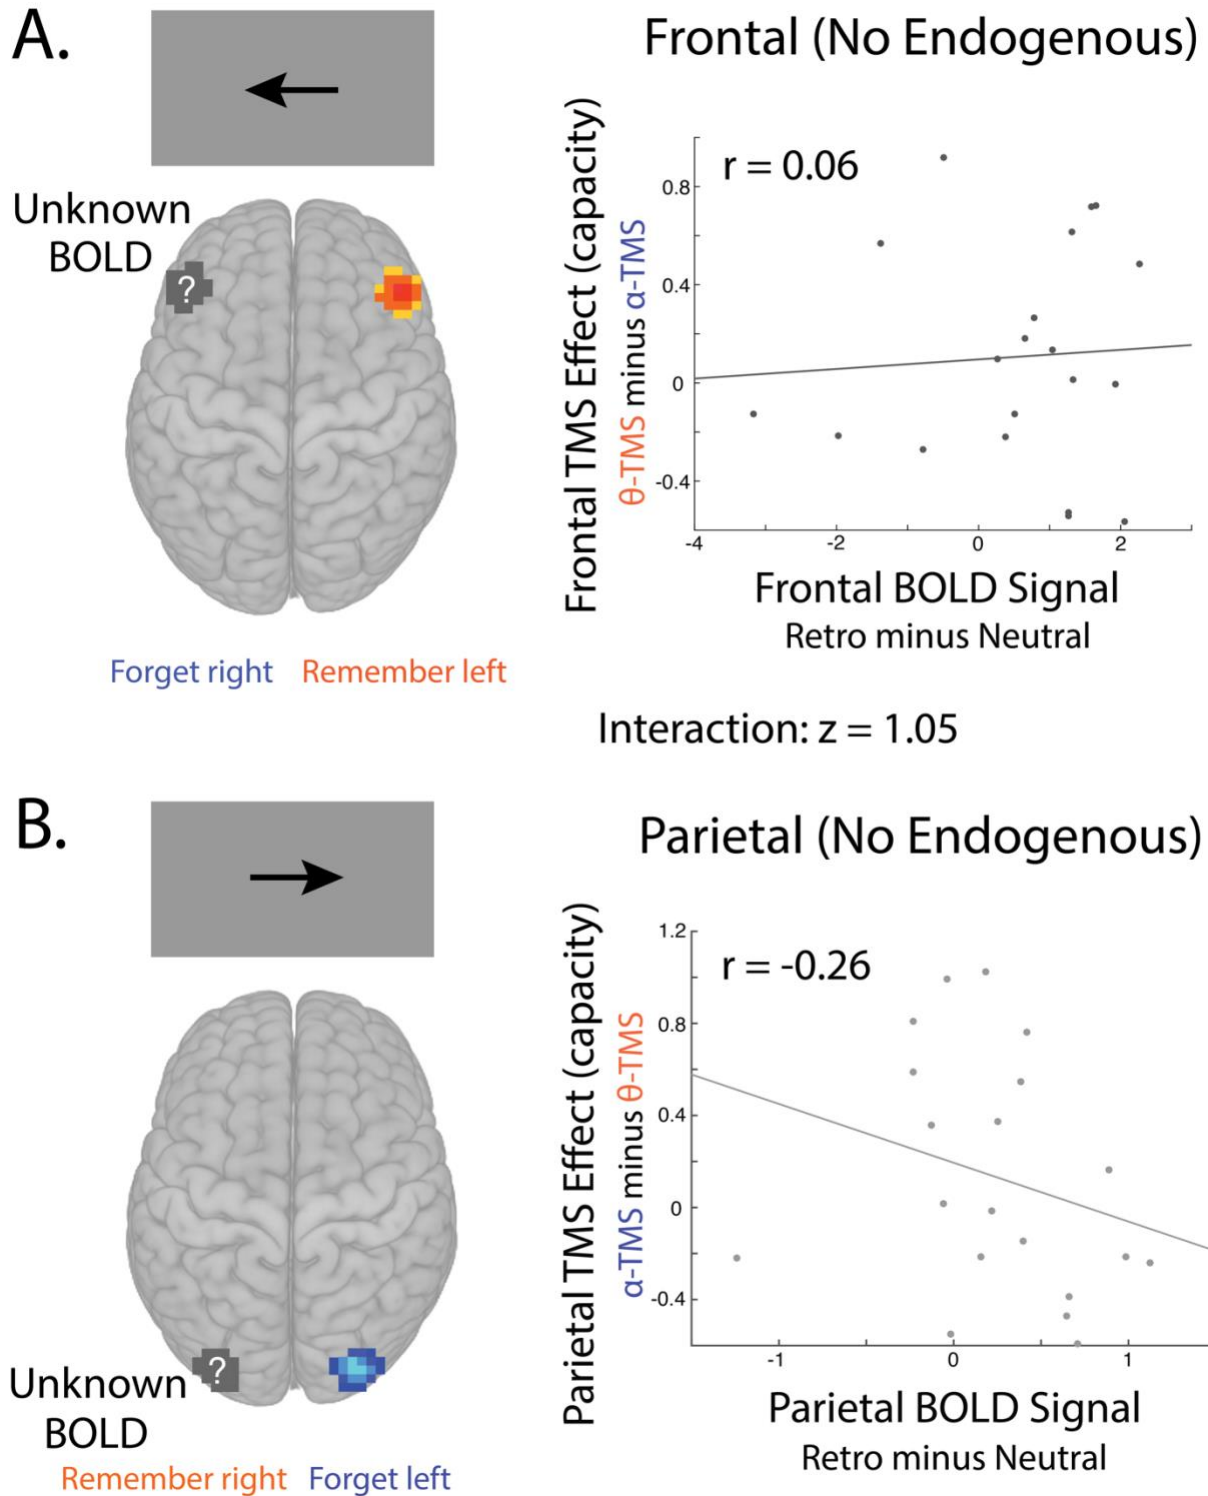 A.
Unknown
BOLD
?
Forget right Remember left
Frontal (No Endogenous)
r = 0.06
Frontal TMS Effect (capacity)
θ-TMS minus α-TMS
0.8
0.4
0
-0.4
-4 -2 0 2
Frontal BOLD Signal
Retro minus Neutral
Interaction: z = 1.05
B.
?
Unknown
BOLD
Remember right Forget left
Parietal (No Endogenous)
r = -0.26
Parietal TMS Effect (capacity)
α-TMS minus θ-TMS
1.2
0.8
0.4
0
-0.4
-1 0 1
Parietal BOLD Signal
Retro minus Neutral